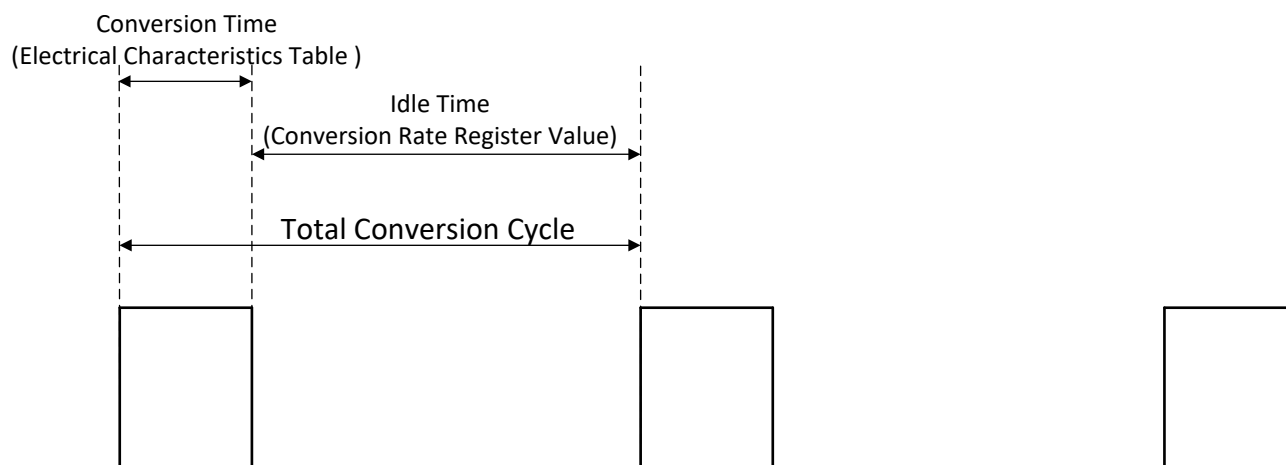 Conversion Time
(Electrical Characteristics Table )
Idle Time
(Conversion Rate Register Value)
Total Conversion Cycle